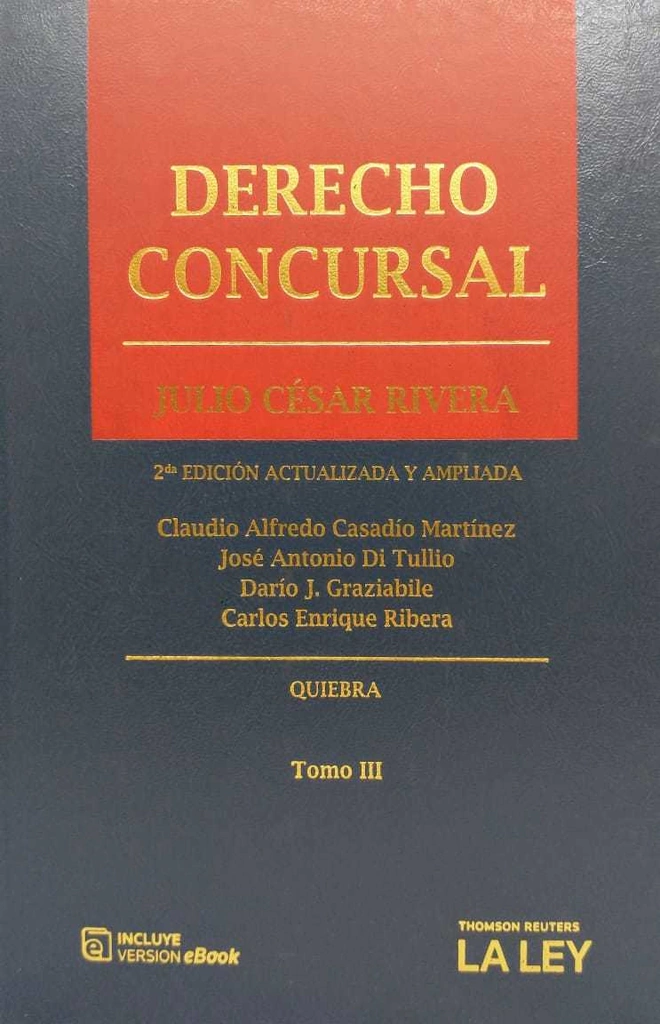 DERECHO
CONCURSAL
JULIO CÉSAR RIVERA
2da EDICIÓN ACTUALIZADA Y AMPLIADA
Claudio Alfredo Casadío Martínez
José Antonio Di Tullio
Darío J. Graziabile
Carlos Enrique Ribera
QUIEBRA
Tomo III
INCLUYE
VERSION eBook
THOMSON REUTERS
LA LEY